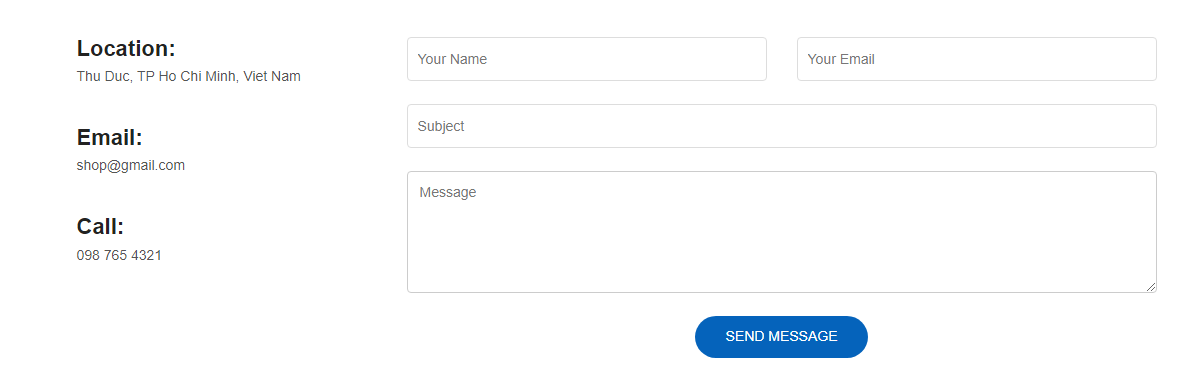 Location:
Thu Duc, TP Ho Chi Minh, Viet Nam
Email:
shop@gmail.com
Call:
098 765 4321
Your Name
Your Email
Subject
Message
SEND MESSAGE